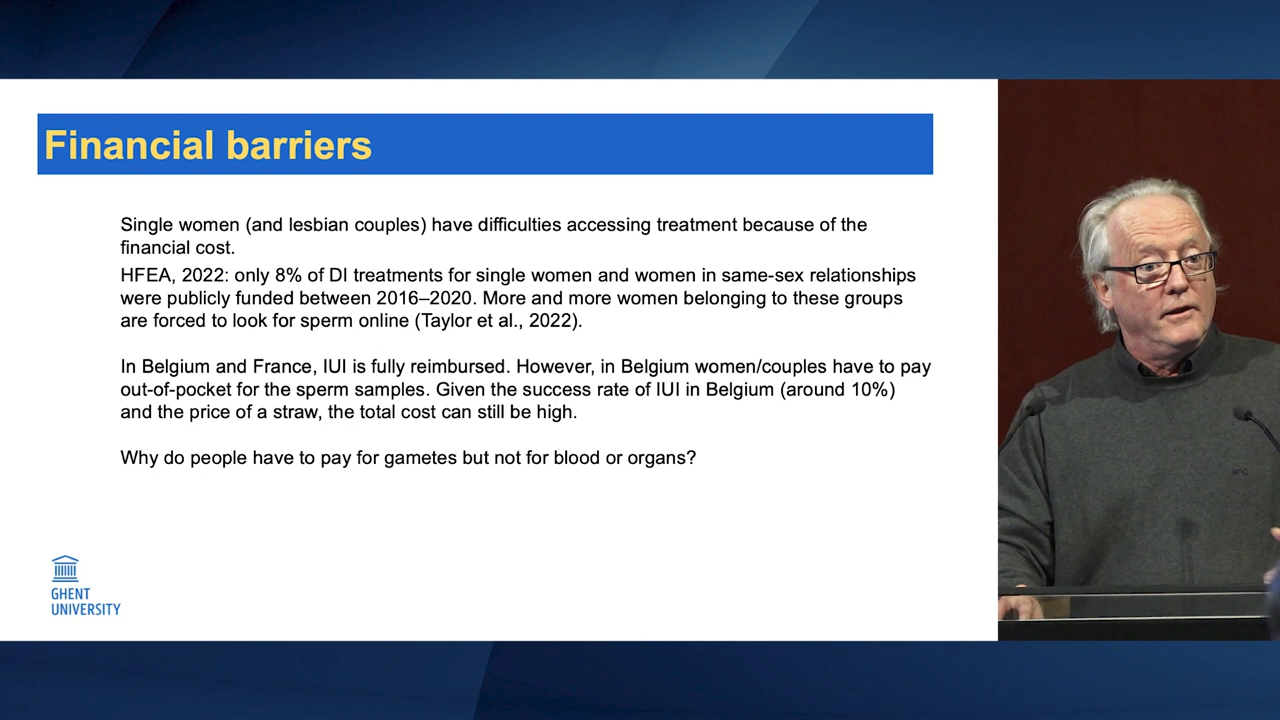 Financial barriers
Single women (and lesbian couples) have difficulties accessing treatment because of the
financial cost.
HFEA, 2022: only 8% of DI treatments for single women and women in same-sex relationships
were publicly funded between 2016–2020. More and more women belonging to these groups
are forced to look for sperm online (Taylor et al., 2022).
In Belgium and France, IUI is fully reimbursed. However, in Belgium women/couples have to pay
out-of-pocket for the sperm samples. Given the success rate of IUI in Belgium (around 10%)
and the price of a straw, the total cost can still be high.
Why do people have to pay for gametes but not for blood or organs?
GHENT
UNIVERSITY